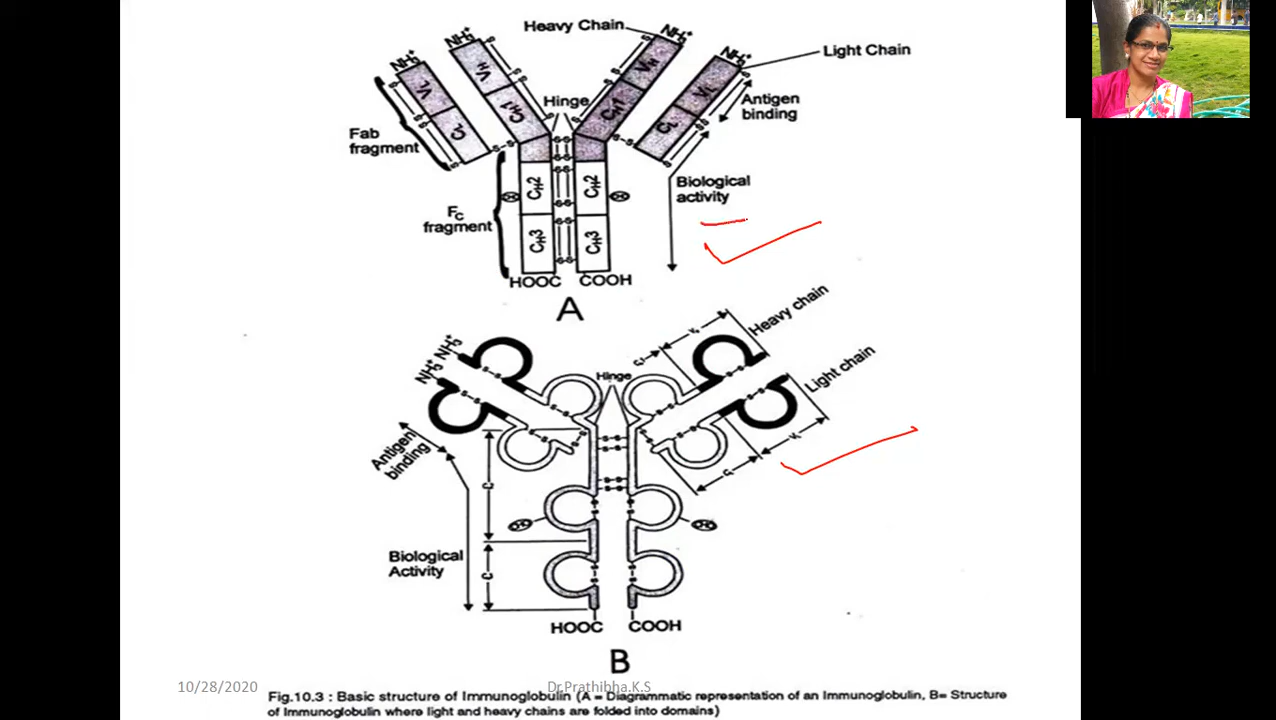 Heavy Chain
Light Chain
NH₃⁺
NH₃⁺
NH₃⁺
NH₃⁺
VL
VH
VH
VL
Hinge
Antigen
binding
CL
CH1
CH1
CL
Fab
fragment
Biological
activity
CH2
CH2
FC
fragment
CH3
CH3
HOOC
COOH
A
Heavy chain
Light chain
NH₃⁺ NH₃⁺
Hinge
Antigen
binding
Biological
Activity
C
C
HOOC
COOH
B
10/28/2020
Dr.Prathibha.K.S
Fig.10.3 : Basic structure of Immunoglobulin (A = Diagrammatic representation of an Immunoglobulin, B= Structure
of Immunoglobulin where light and heavy chains are folded into domains)